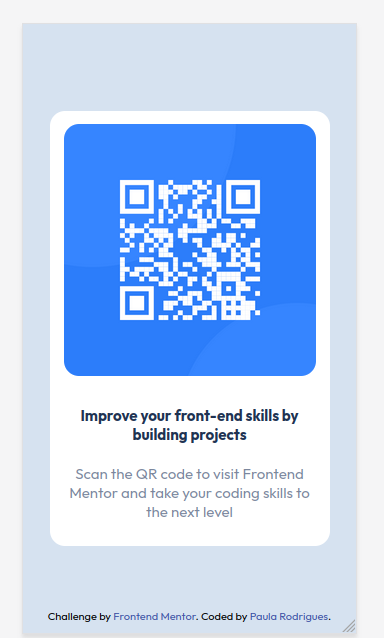 Improve your front-end skills by
building projects
Scan the QR code to visit Frontend
Mentor and take your coding skills to
the next level
Challenge by Frontend Mentor. Coded by Paula Rodrigues.